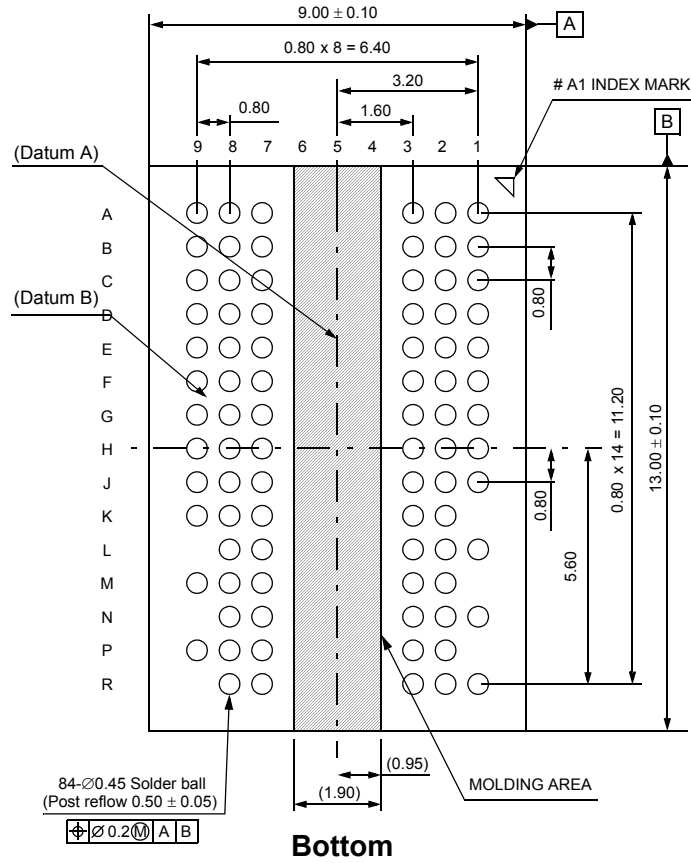 9.00 ± 0.10
A
0.80 x 8 = 6.40
3.20
# A1 INDEX MARK
0.80
1.60
B
(Datum A)
9 8 7 6 5 4 3 2 1
A
B
C
(Datum B)
D
E
F
G
H
J
K
L
M
N
P
R
0.80
0.80
5.60
0.80 x 14 = 11.20
13.00 ± 0.10
84-∅0.45 Solder ball
(Post reflow 0.50 ± 0.05)
⌖ ∅ 0.2Ⓜ A B
(0.95)
(1.90)
MOLDING AREA
Bottom